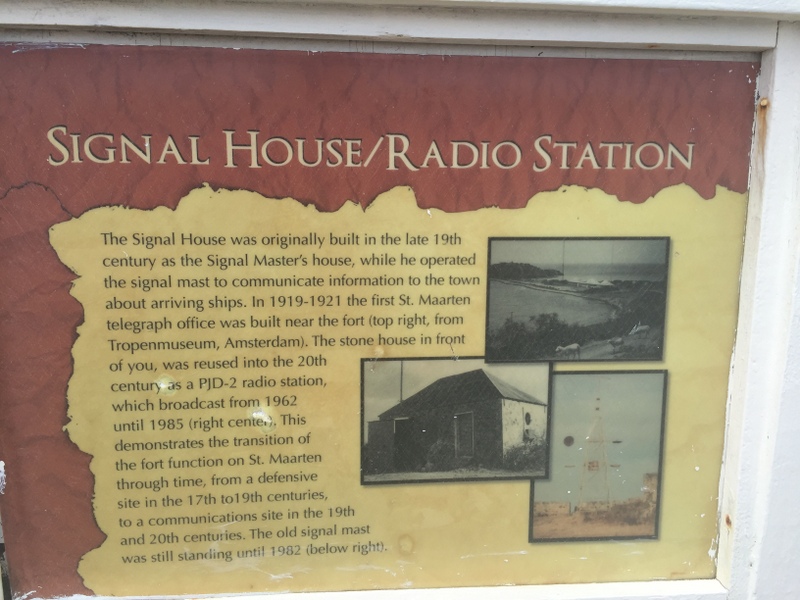 SIGNAL HOUSE/RADIO STATION
The Signal House was originally built in the late 19th
century as the Signal Master's house, while he operated
the signal mast to communicate information to the town
about arriving ships. In 1919-1921 the first St. Maarten
telegraph office was built near the fort (top right, from
Tropenmuseum, Amsterdam). The stone house in front
of you, was reused into the 20th
century as a PJD-2 radio station,
which broadcast from 1962
until 1985 (right center). This
demonstrates the transition of
the fort function on St. Maarten
through time, from a defensive
site in the 17th to19th centuries,
to a communications site in the 19th
and 20th centuries. The old signal mast
was still standing until 1982 (below right).